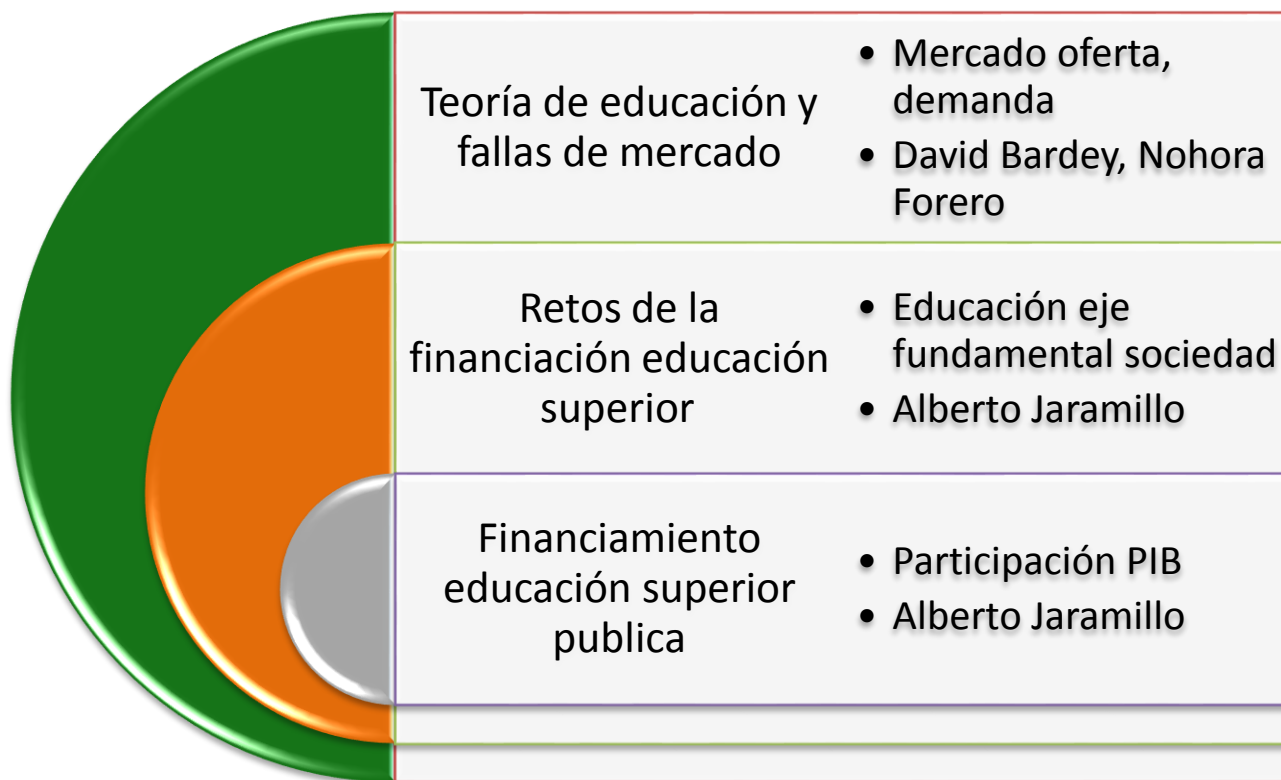 Teoría de educación y
fallas de mercado
• Mercado oferta,
demanda
• David Bardey, Nohora
Forero
Retos de la
financiación educación
superior
• Educación eje
fundamental sociedad
• Alberto Jaramillo
Financiamiento
educación superior
publica
• Participación PIB
• Alberto Jaramillo